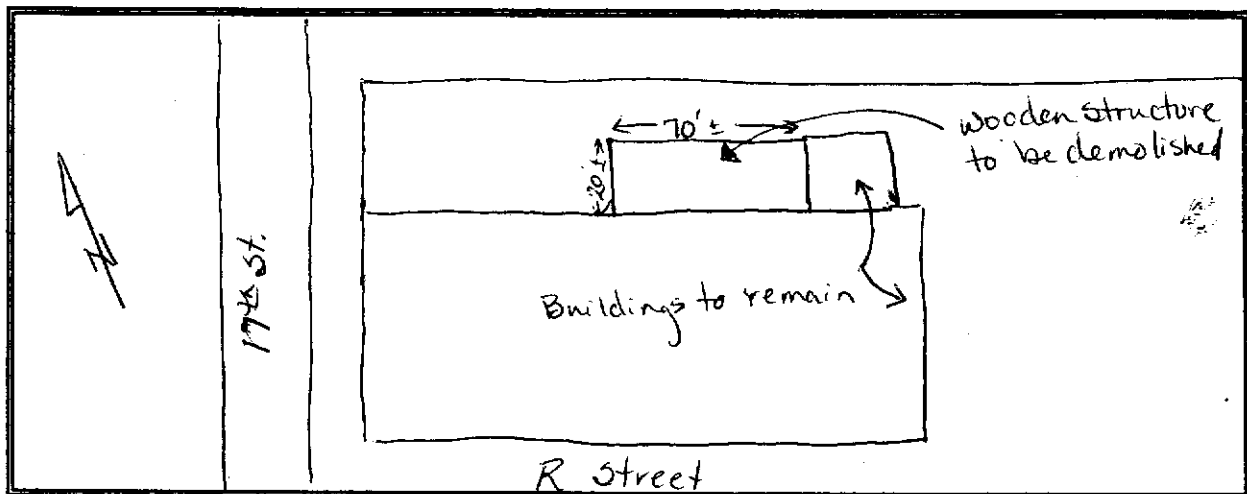 70' ±
wooden structure
to be demolished
20' ±
N
17th St.
Buildings to remain
R Street